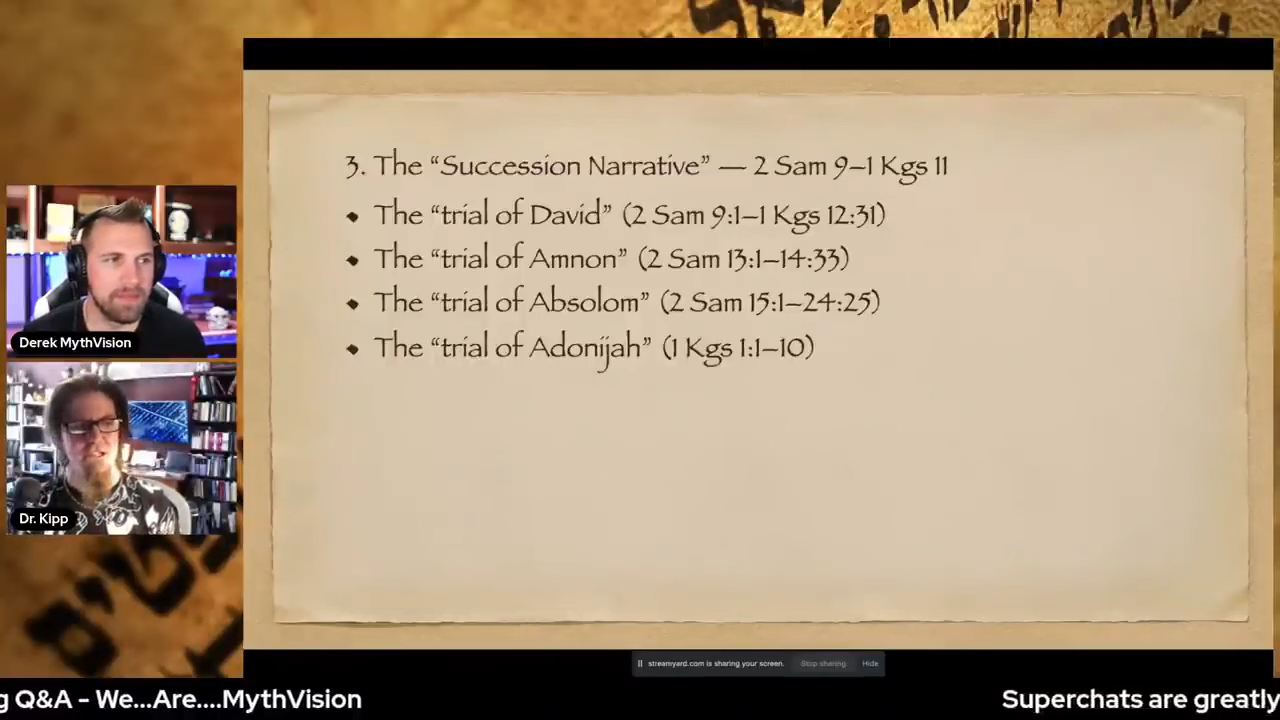 3. The “Succession Narrative” — 2 Sam 9–1 Kgs 11
• The “trial of David” (2 Sam 9:1–1 Kgs 12:31)
• The “trial of Amnon” (2 Sam 13:1–14:33)
• The “trial of Absolom” (2 Sam 15:1–24:25)
• The “trial of Adonijah” (1 Kgs 1:1–10)
Derek MythVision
Dr. Kipp
streamyard.com is sharing your screen. Stop sharing Hide
g Q&A - We...Are....MythVision
Superchats are greatly